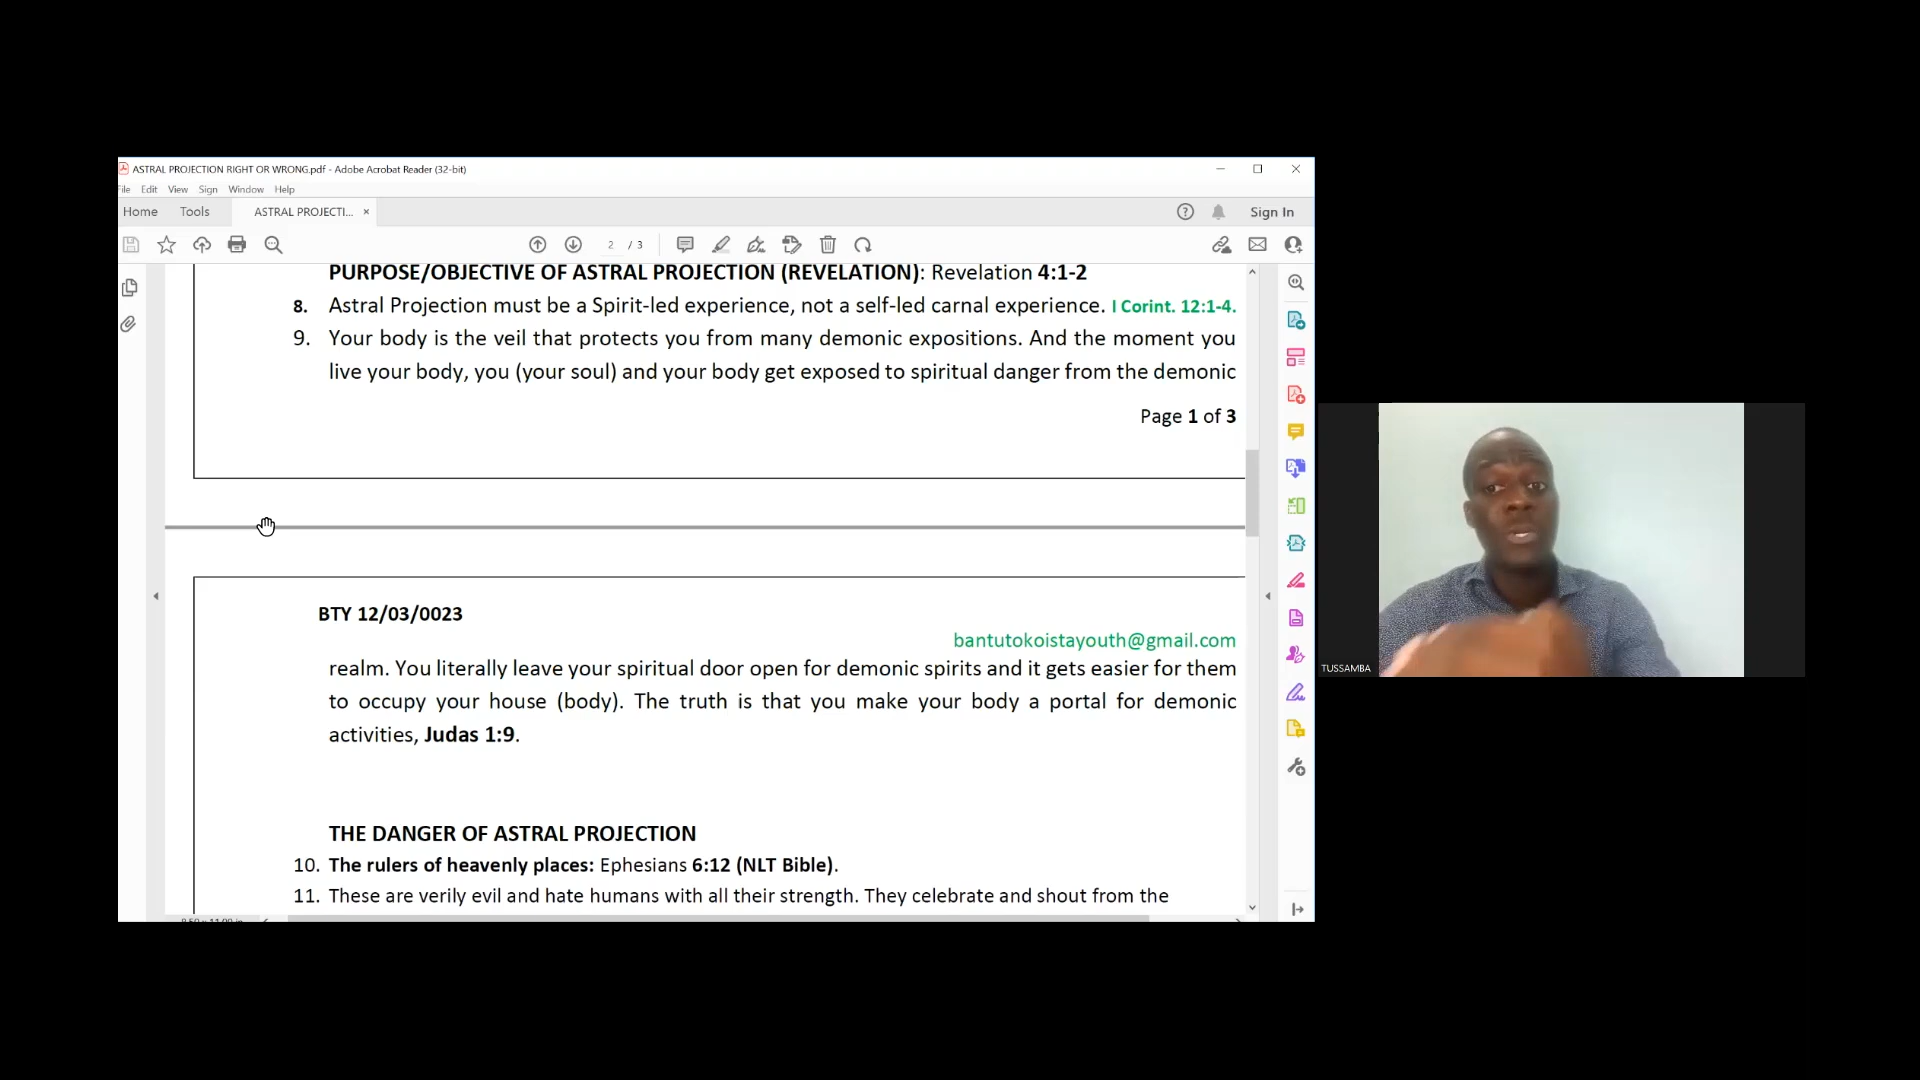 ASTRAL PROJECTION RIGHT OR WRONG.pdf - Adobe Acrobat Reader (32-bit)
File Edit View Sign Window Help
Home Tools ASTRAL PROJECTI... × Sign In
2 / 3
PURPOSE/OBJECTIVE OF ASTRAL PROJECTION (REVELATION): Revelation 4:1-2
8. Astral Projection must be a Spirit-led experience, not a self-led carnal experience. I Corint. 12:1-4.
9. Your body is the veil that protects you from many demonic expositions. And the moment you
live your body, you (your soul) and your body get exposed to spiritual danger from the demonic
Page 1 of 3
BTY 12/03/0023
bantutokoistayouth@gmail.com
realm. You literally leave your spiritual door open for demonic spirits and it gets easier for them
to occupy your house (body). The truth is that you make your body a portal for demonic
activities, Judas 1:9.
TUSSAMBA
THE DANGER OF ASTRAL PROJECTION
10. The rulers of heavenly places: Ephesians 6:12 (NLT Bible).
11. These are verily evil and hate humans with all their strength. They celebrate and shout from the